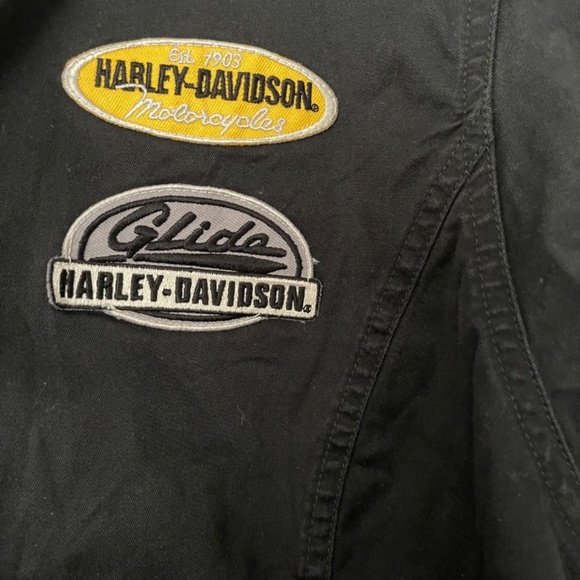 Est. 1903
HARLEY-DAVIDSON®
Motorcycles
Glide
HARLEY-DAVIDSON